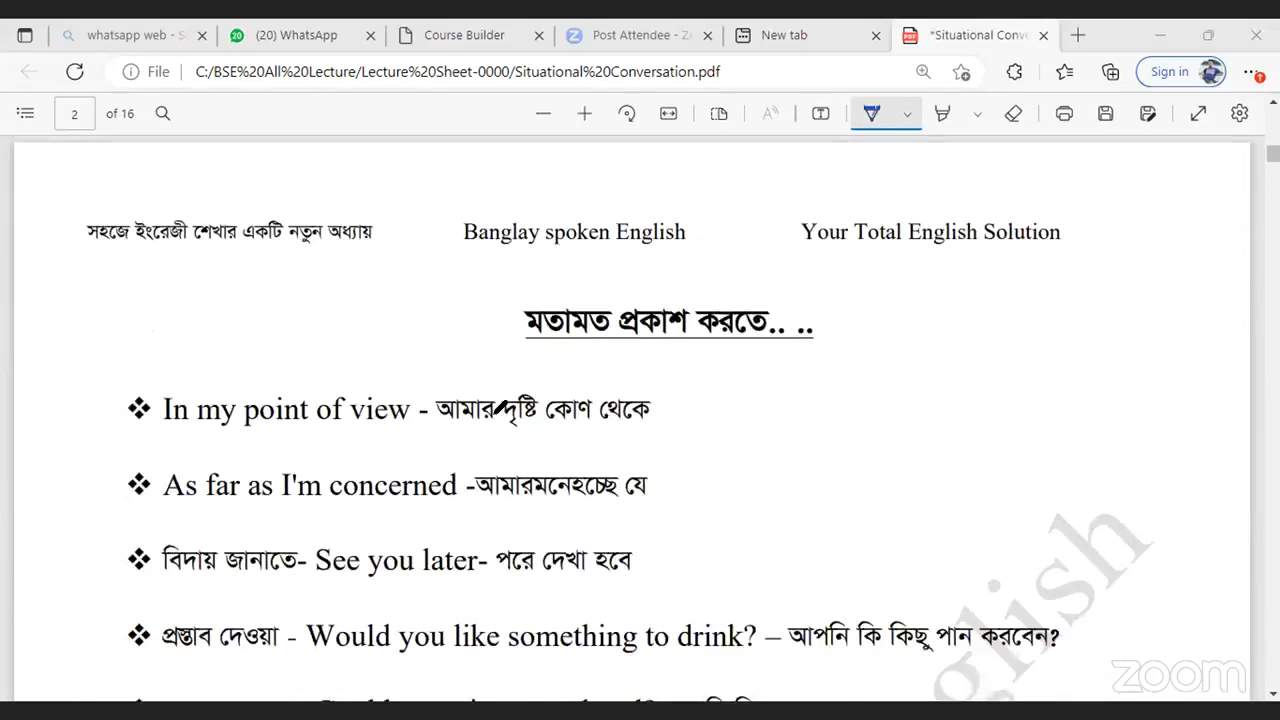 whatsapp web - S
(20) WhatsApp
Course Builder
Post Attendee - Z
New tab
*Situational Conve
File
C:/BSE%20All%20Lecture/Lecture%20Sheet-0000/Situational%20Conversation.pdf
Sign in
2 of 16
সহজে ইংরেজী শেখার একটি নতুন অধ্যায় Banglay spoken English Your Total English Solution
মতামত প্রকাশ করতে.. ..
❖ In my point of view - আমার দৃষ্টি কোণ থেকে
❖ As far as I'm concerned -আমারমনেহচ্ছে যে
❖ বিদায় জানাতে- See you later- পরে দেখা হবে
❖ প্রস্তাব দেওয়া - Would you like something to drink? – আপনি কি কিছু পান করবেন?
glish
zoom